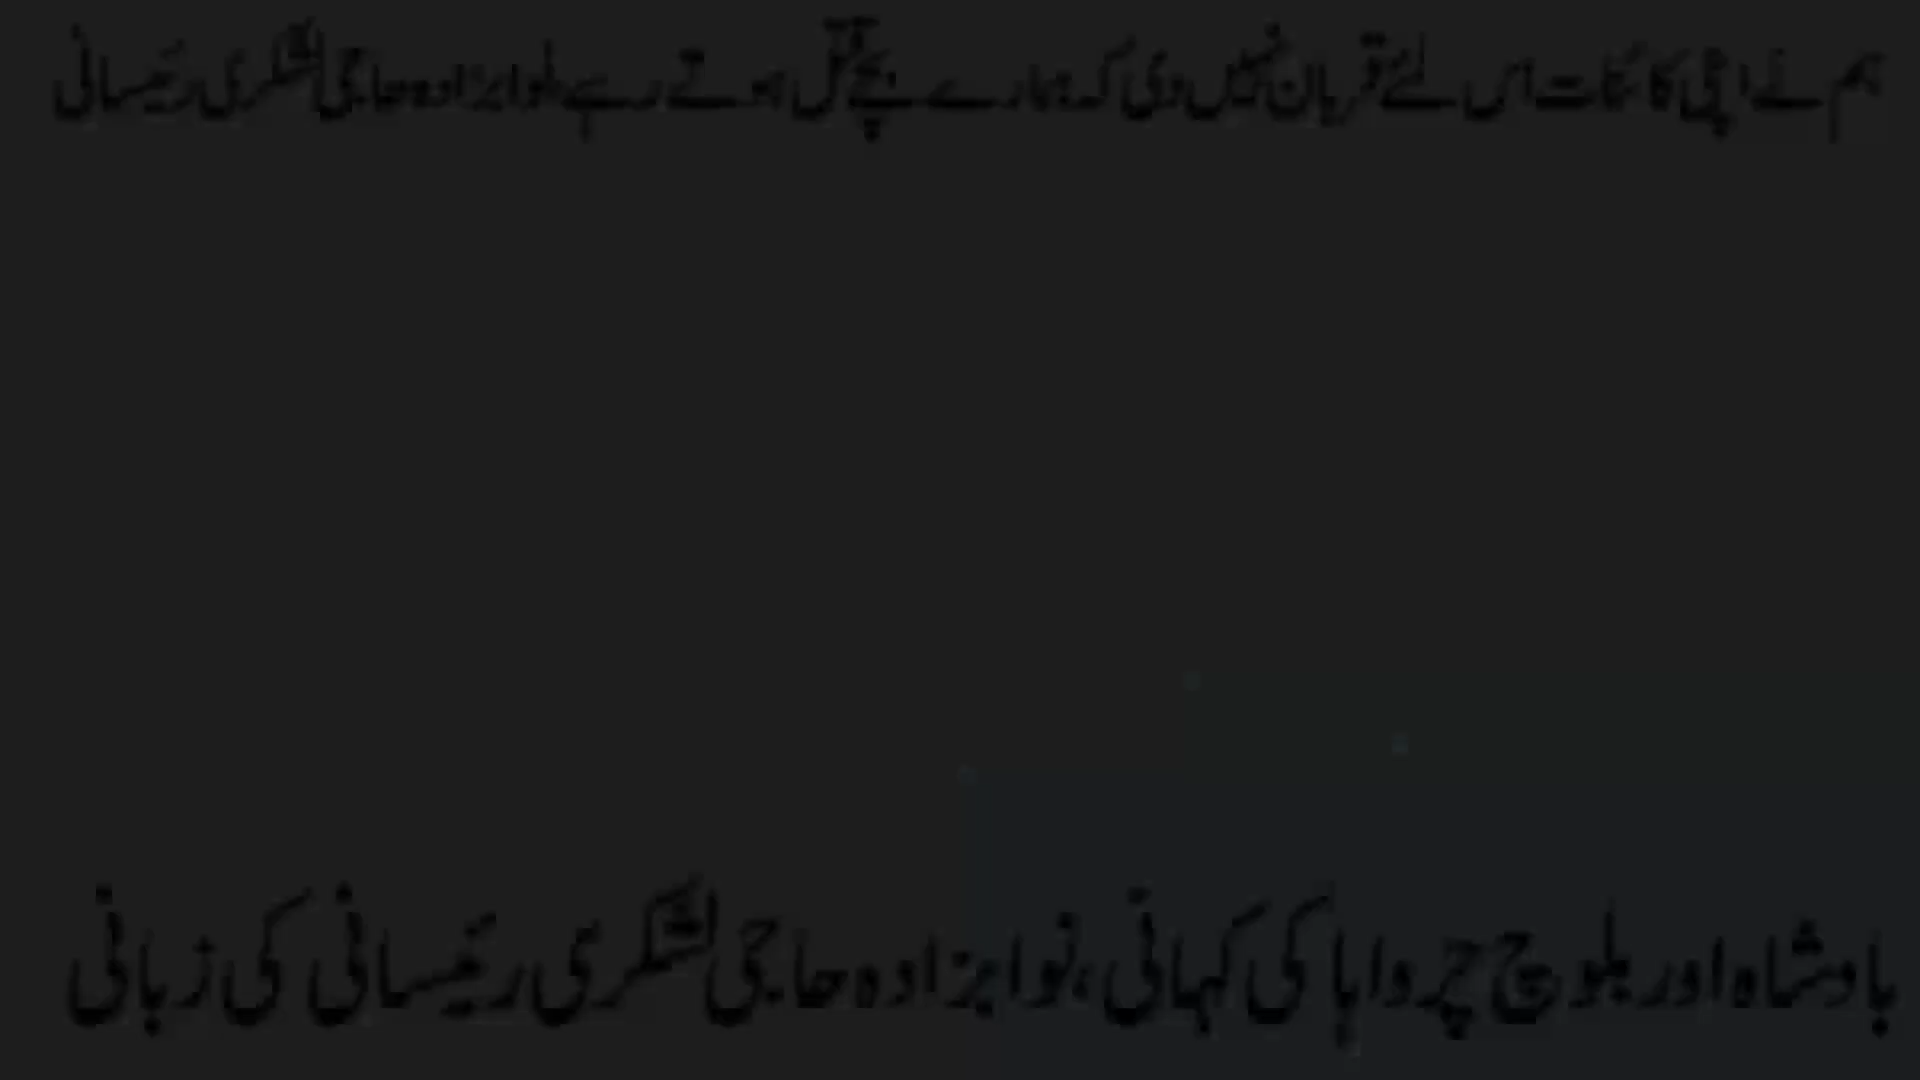 ہم نے اپنی کائنات اس لئے قربان نہیں دی کہ ہمارے بچے قتل ہوتے رہے، نوابزادہ حاجی لشکری رئیسانی
بادشاہ اور بلوچ چرواہا کی کہانی، نوابزادہ حاجی لشکری رئیسانی کی زبانی